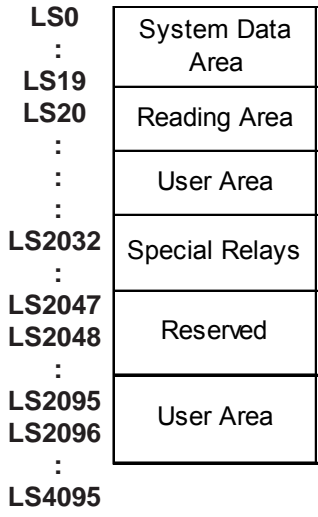 LS0
:
LS19
LS20
:
:
:
LS2032
:
LS2047
LS2048
:
LS2095
LS2096
:
LS4095
System Data
Area
Reading Area
User Area
Special Relays
Reserved
User Area